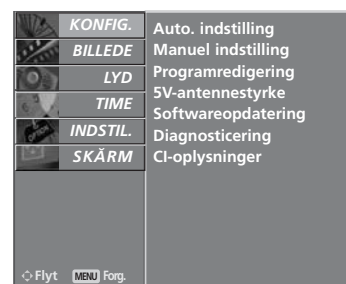 KONFIG.
BILLEDE
LYD
TIME
INDSTIL.
SKĂRM
Auto. indstilling
Manuel indstilling
Programredigering
5V-antennestyrke
Softwareopdatering
Diagnosticering
CI-oplysninger
Flyt MENU Forg.